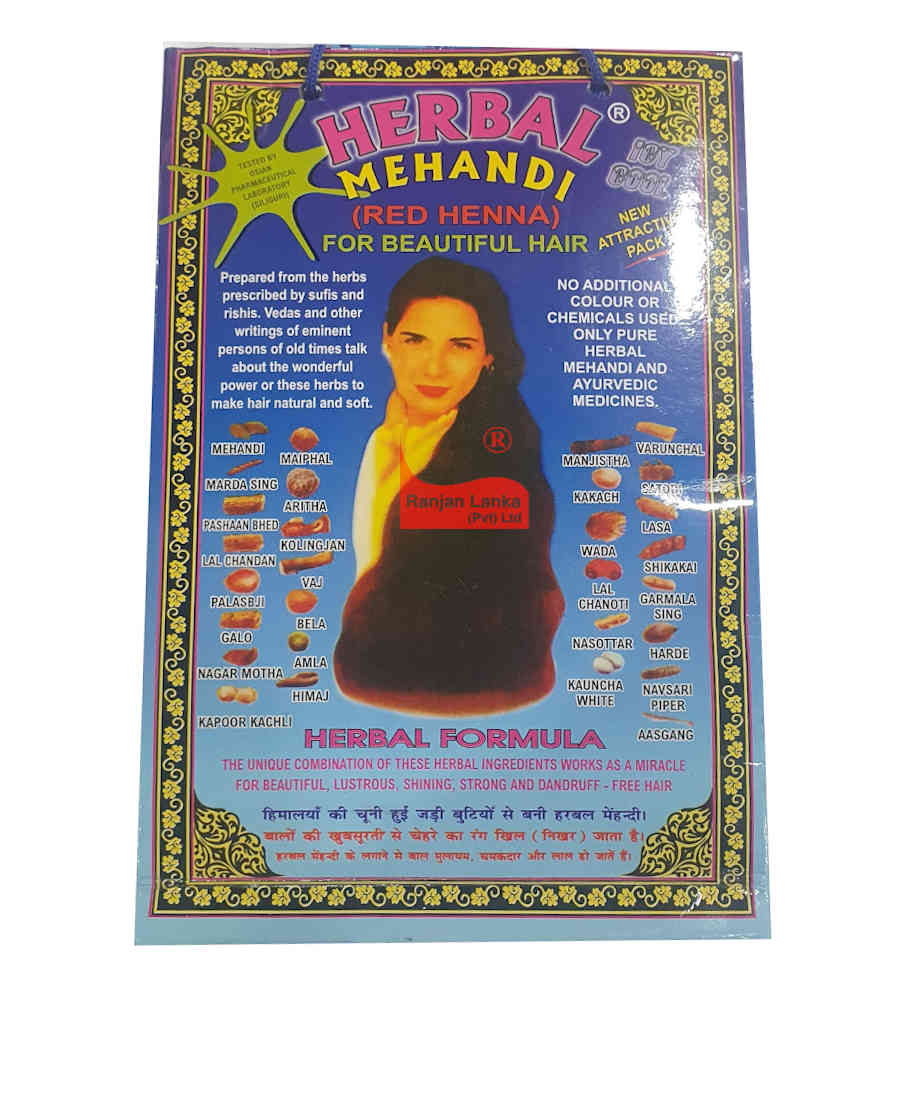 HERBAL ®
MEHANDI
(RED HENNA)
FOR BEAUTIFUL HAIR
TESTED BY
OSIAN
PHARMACEUTICAL
LABORATORY
(SILIGURI)
NEW
PACK
Prepared from the herbs
prescribed by sufis and
rishis. Vedas and other
writings of eminent
persons of old times talk
about the wonderful
power or these herbs to
make hair natural and soft.
NO ADDITIONAL
COLOUR OR
CHEMICALS USED
ONLY PURE
HERBAL
MEHANDI AND
AYURVEDIC
MEDICINES.
MEHANDI
MAIPHAL
MARDA SING
ARITHA
PASHAAN BHED
KOLINGJAN
LAL CHANDAN
VAJ
PALASBJI
BELA
GALO
AMLA
NAGAR MOTHA
HIMAJ
KAPOOR KACHLI
®
Ranjan Lanka
(Pvt) Ltd
VARUNCHAL
MANJISTHA
KAKACH
LASA
WADA
SHIKAKAI
LAL
CHANOTI
GARMALA
SING
NASOTTAR
HARDE
KAUNCHA
WHITE
NAVSARI
PIPER
AASGANG
HERBAL FORMULA
THE UNIQUE COMBINATION OF THESE HERBAL INGREDIENTS WORKS AS A MIRACLE
FOR BEAUTIFUL, LUSTROUS, SHINING, STRONG AND DANDRUFF - FREE HAIR
हिमालयाँ की चूनी हुई जड़ी बुटियों से बनी हरबल मेंहन्दी।
बालों की खुबसूरती से चेहरे का रंग खिल (निखर) जाता है।
हरबल मेंहन्दी के लगाने से बाल मुलायम, चमकदार और लाल हो जातें हैं।